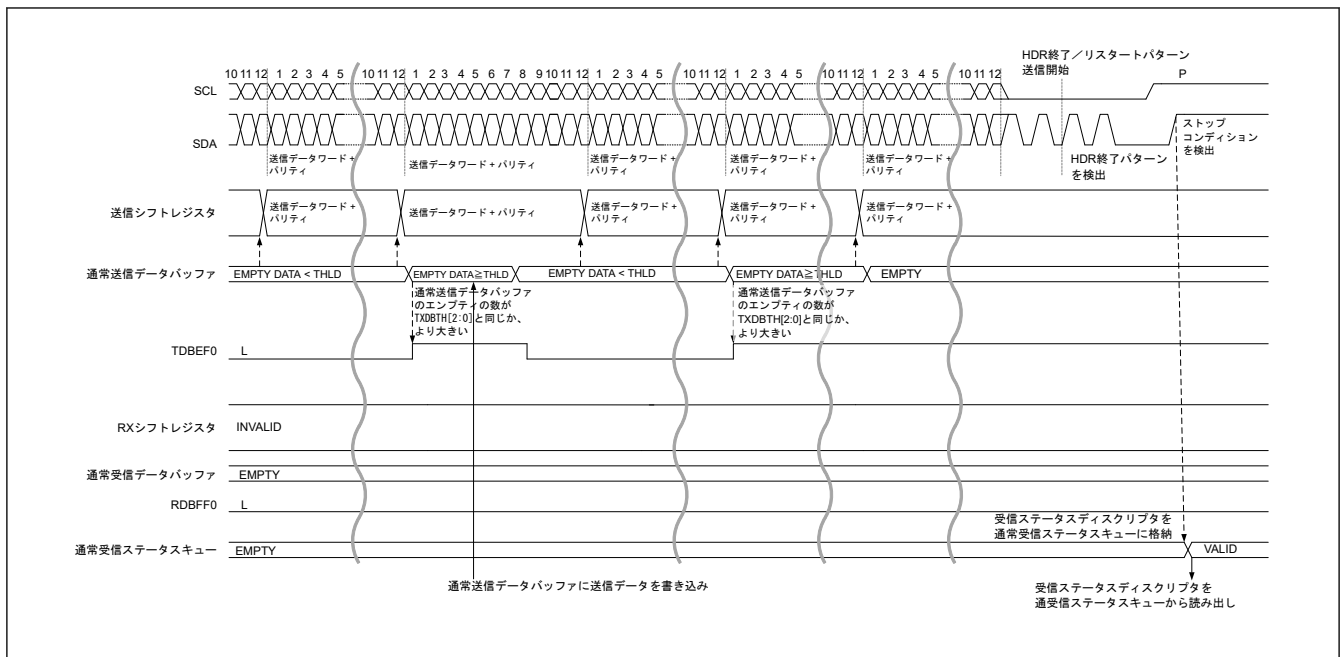 HDR終了／リスタートパターン
送信開始
10 11 12 1 2 3 4 5 10 11 12 1 2 3 4 5 6 7 8 9 10 11 12 1 2 3 4 5 10 11 12 1 2 3 4 5 10 11 12 1 2 3 4 5 10 11 12 P
SCL
SDA
ストップ
コンディション
を検出
送信データワード +
パリティ
送信データワード + パリティ
送信データワード +
パリティ
送信データワード +
パリティ
送信データワード +
パリティ
HDR終了パターン
を検出
送信シフトレジスタ
送信データワード +
パリティ
送信データワード + パリティ
送信データワード +
パリティ
送信データワード +
パリティ
送信データワード +
パリティ
通常送信データバッファ EMPTY DATA < THLD EMPTY DATA≧THLD EMPTY DATA < THLD EMPTY DATA≧THLD EMPTY
通常送信データバッファ
のエンプティの数が
TXDBTH[2:0]と同じか、
より大きい
通常送信データバッファ
のエンプティの数が
TXDBTH[2:0]と同じか、
より大きい
TDBEF0 L
RXシフトレジスタ INVALID
通常受信データバッファ EMPTY
RDBFF0 L
受信ステータスディスクリプタを
通常受信ステータスキューに格納
通常受信ステータスキュー EMPTY VALID
通常送信データバッファに送信データを書き込み
受信ステータスディスクリプタを
通受信ステータスキューから読み出し